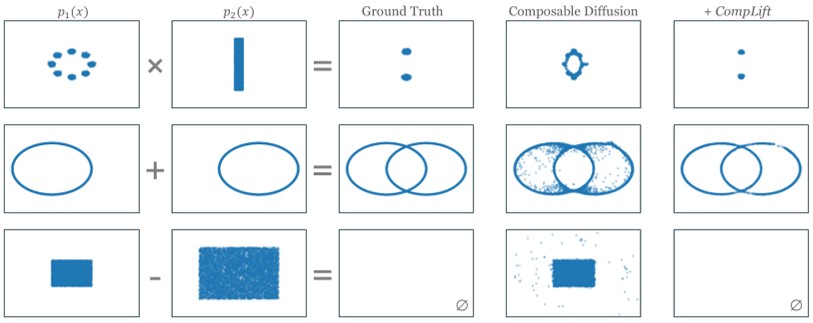 p₁(x) p₂(x) Ground Truth Composable Diffusion + CompLift
× =
+ =
- =
∅ ∅